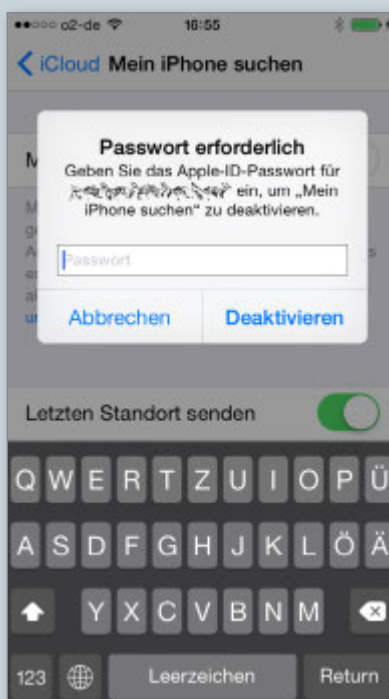 o2-de 16:55
iCloud Mein iPhone suchen
Passwort erforderlich
Geben Sie das Apple-ID-Passwort für
ein, um „Mein
iPhone suchen“ zu deaktivieren.
Passwort
Abbrechen Deaktivieren
Letzten Standort senden
Q W E R T Z U I O P Ü
A S D F G H J K L Ö Ä
Y X C V B N M
123 Leerzeichen Return